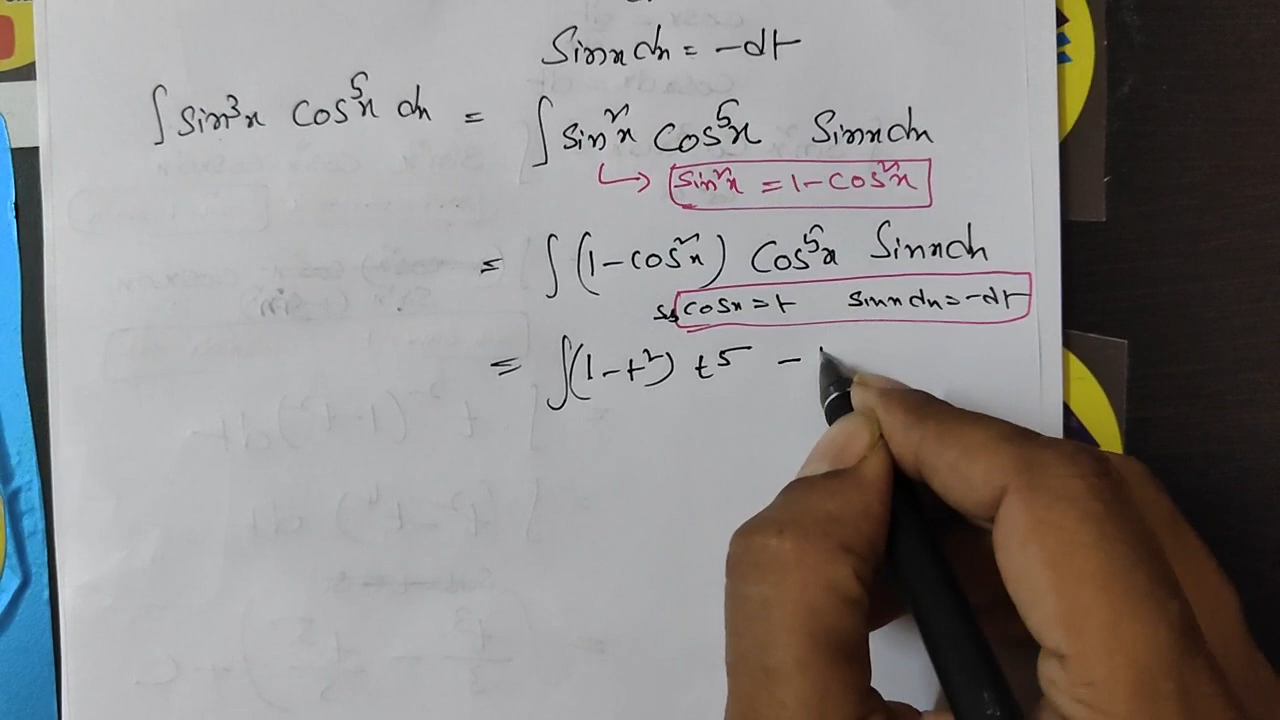 Sinx dx = -dt
∫ Sin³x Cos⁵x dx = ∫ Sin²x Cos⁵x Sinx dx
Sin²x = 1 - Cos²x
= ∫ (1 - Cos²x) Cos⁵x Sinx dx
Cosx = t Sinx dx = -dt
= ∫ (1 - t²) t⁵ -